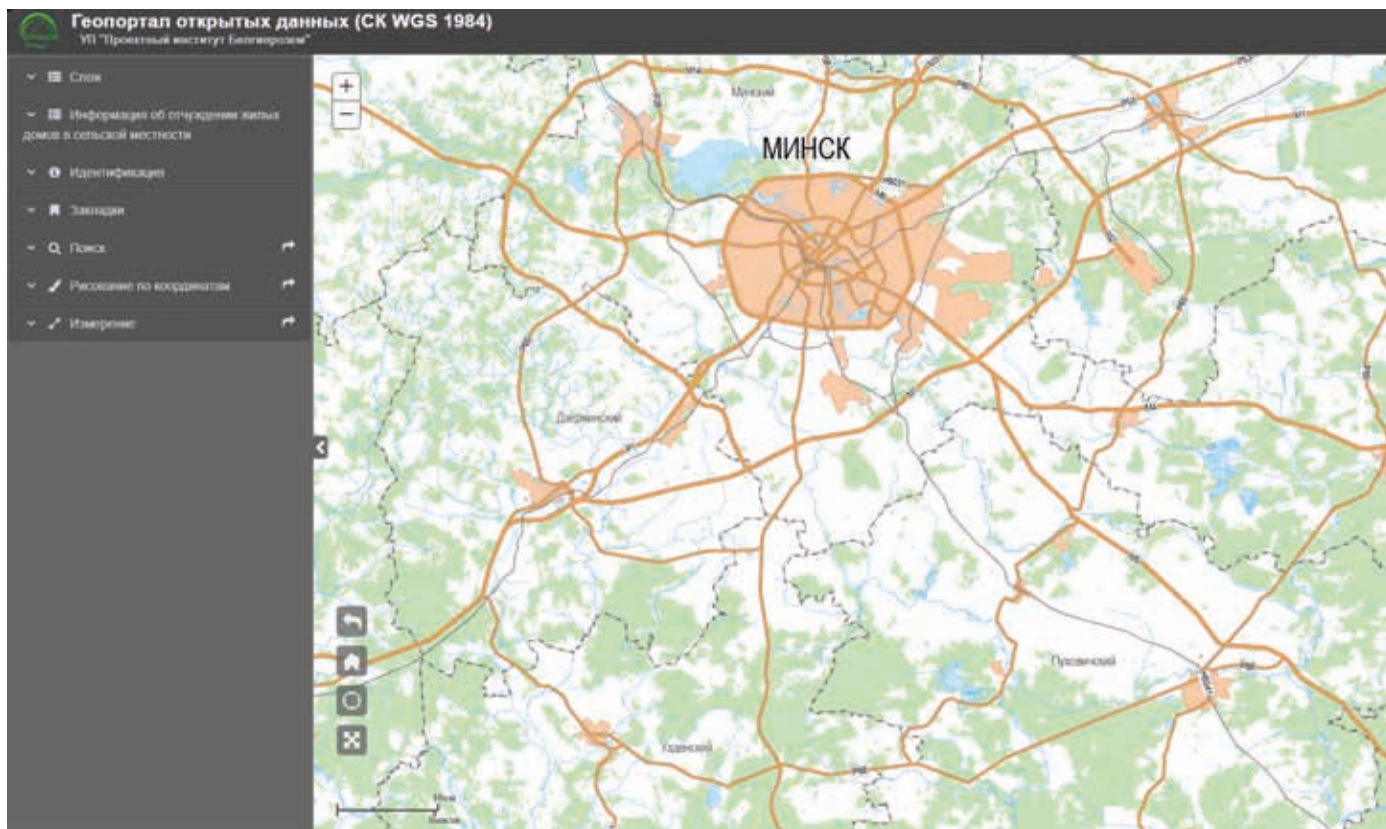 Геопортал открытых данных (СК WGS 1984)
УП "Проектный институт Белгипрозем"
Слои
Информация об отчуждении жилых
домов в сельской местности
Идентификация
Закладки
Поиск
Рисование по координатам
Измерение
+
−
Минский
МИНСК
Дзержинский
Пуховичский
Узденский
10км